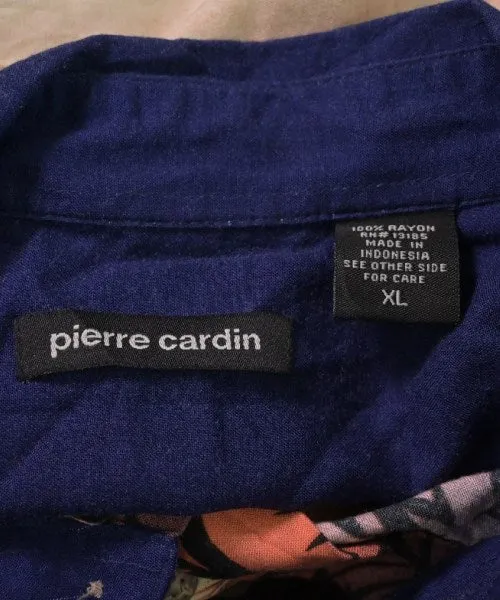 100% RAYON
RN# 19185
MADE IN
INDONESIA
SEE OTHER SIDE
FOR CARE
XL
pierre cardin